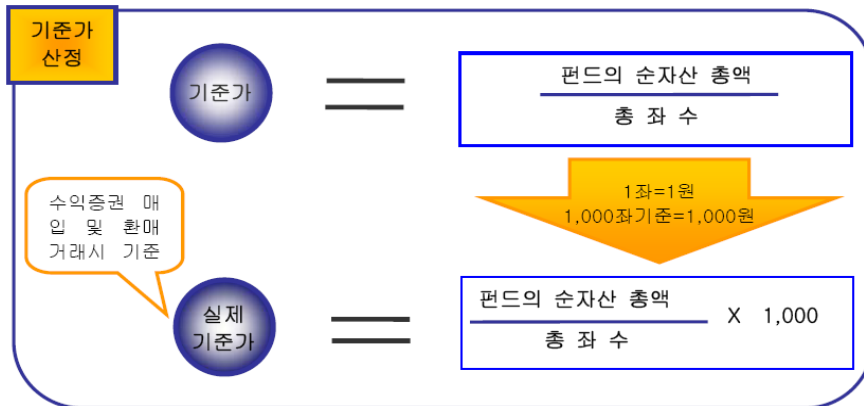 기준가
산정
기준가
펀드의 순자산 총액
총 좌 수
1좌=1원
1,000좌기준=1,000원
수익증권 매
입 및 환매
거래시 기준
실제
기준가
펀드의 순자산 총액
X 1,000
총 좌 수